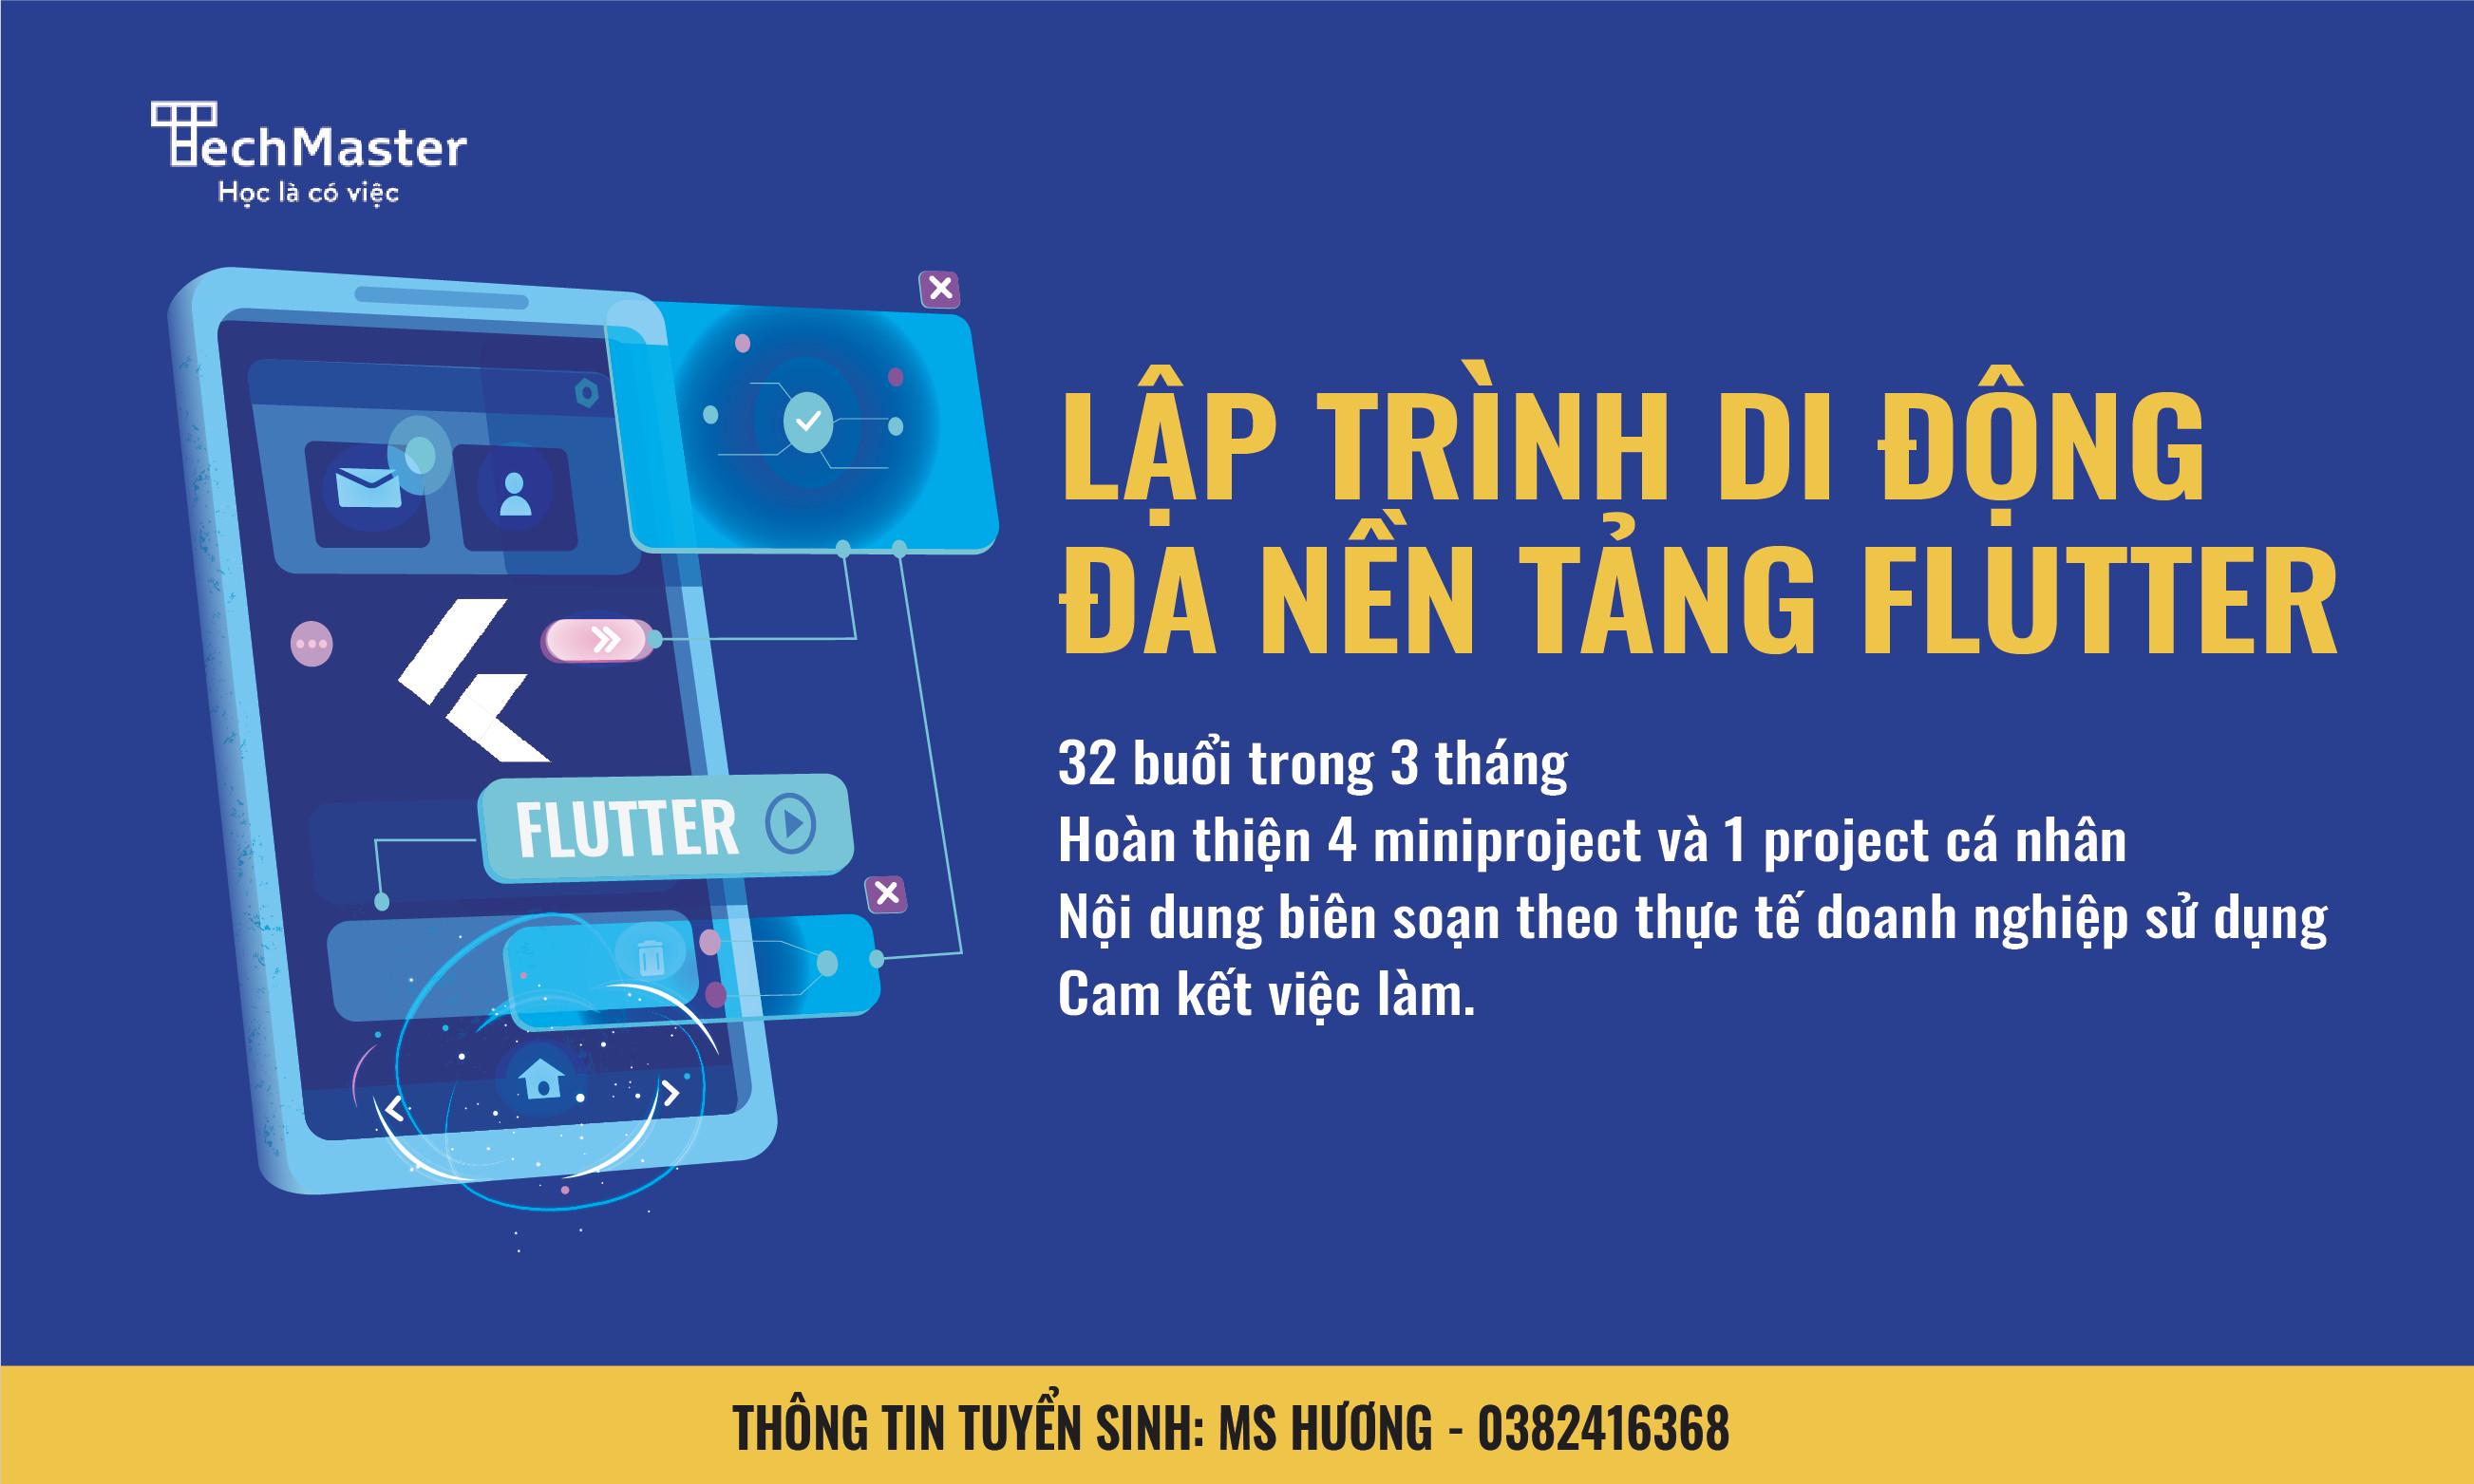 TechMaster
Học là có việc
LẬP TRÌNH DI ĐỘNG
ĐA NỀN TẢNG FLUTTER
32 buổi trong 3 tháng
Hoàn thiện 4 miniproject và 1 project cá nhân
Nội dung biên soạn theo thực tế doanh nghiệp sử dụng
Cam kết việc làm.
FLUTTER
THÔNG TIN TUYỂN SINH: MS HƯƠNG - 0382416368